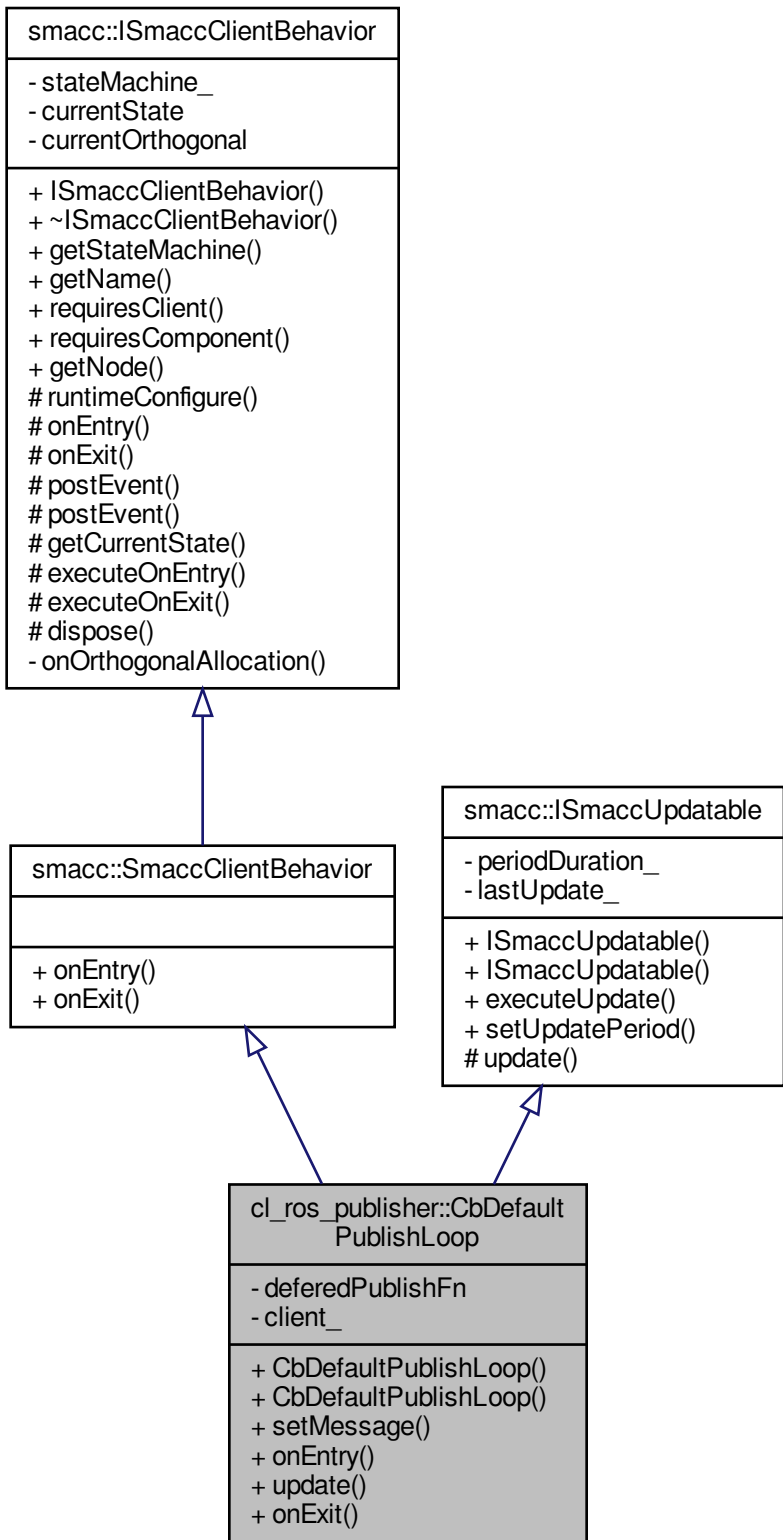 smacc::ISmaccClientBehavior
- stateMachine_
- currentState
- currentOrthogonal
+ ISmaccClientBehavior()
+ ~ISmaccClientBehavior()
+ getStateMachine()
+ getName()
+ requiresClient()
+ requiresComponent()
+ getNode()
# runtimeConfigure()
# onEntry()
# onExit()
# postEvent()
# postEvent()
# getCurrentState()
# executeOnEntry()
# executeOnExit()
# dispose()
- onOrthogonalAllocation()
smacc::SmaccClientBehavior
+ onEntry()
+ onExit()
smacc::ISmaccUpdatable
- periodDuration_
- lastUpdate_
+ ISmaccUpdatable()
+ ISmaccUpdatable()
+ executeUpdate()
+ setUpdatePeriod()
# update()
cl_ros_publisher::CbDefault
PublishLoop
- deferedPublishFn
- client_
+ CbDefaultPublishLoop()
+ CbDefaultPublishLoop()
+ setMessage()
+ onEntry()
+ update()
+ onExit()